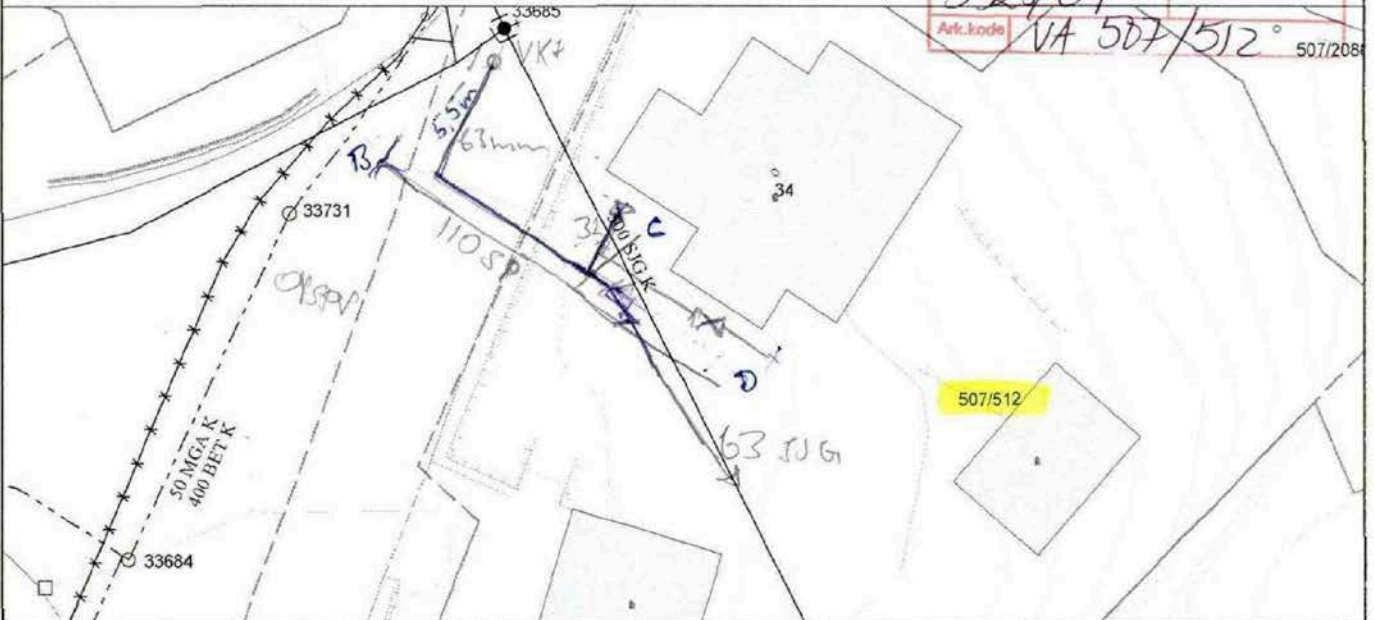 33685
Ark.kode VA 507/512
507/208
VK7
5,5m
63mm
B
34
33731
C
100 SJG K
110 SP
D
507/512
63 SJG
50 MGA K
400 BET K
33684